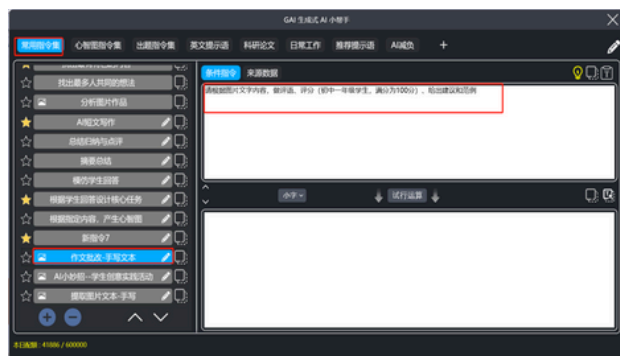 GAI 生成式 AI 小帮手
常用指令集 心智图指令集 出题指令集 英文提示语 科研论文 日常工作 推荐提示语 AI减负 +
条件指令 来源数据
请根据图片文字内容，做评语、评分（初中一年级学生，满分为100分），给出建议和范例
找出最多人共同的想法
分析图片作品
AI短文写作
总结归纳与点评
摘要总结
模仿学生回答
根据学生回答设计核心任务
根据指定内容，产生心智图
新指令7
作文批改-手写文本
AI小妙招--学生创意实践活动
提取图片文本-手写
小字
试行运算
本日配额：41886 / 600000